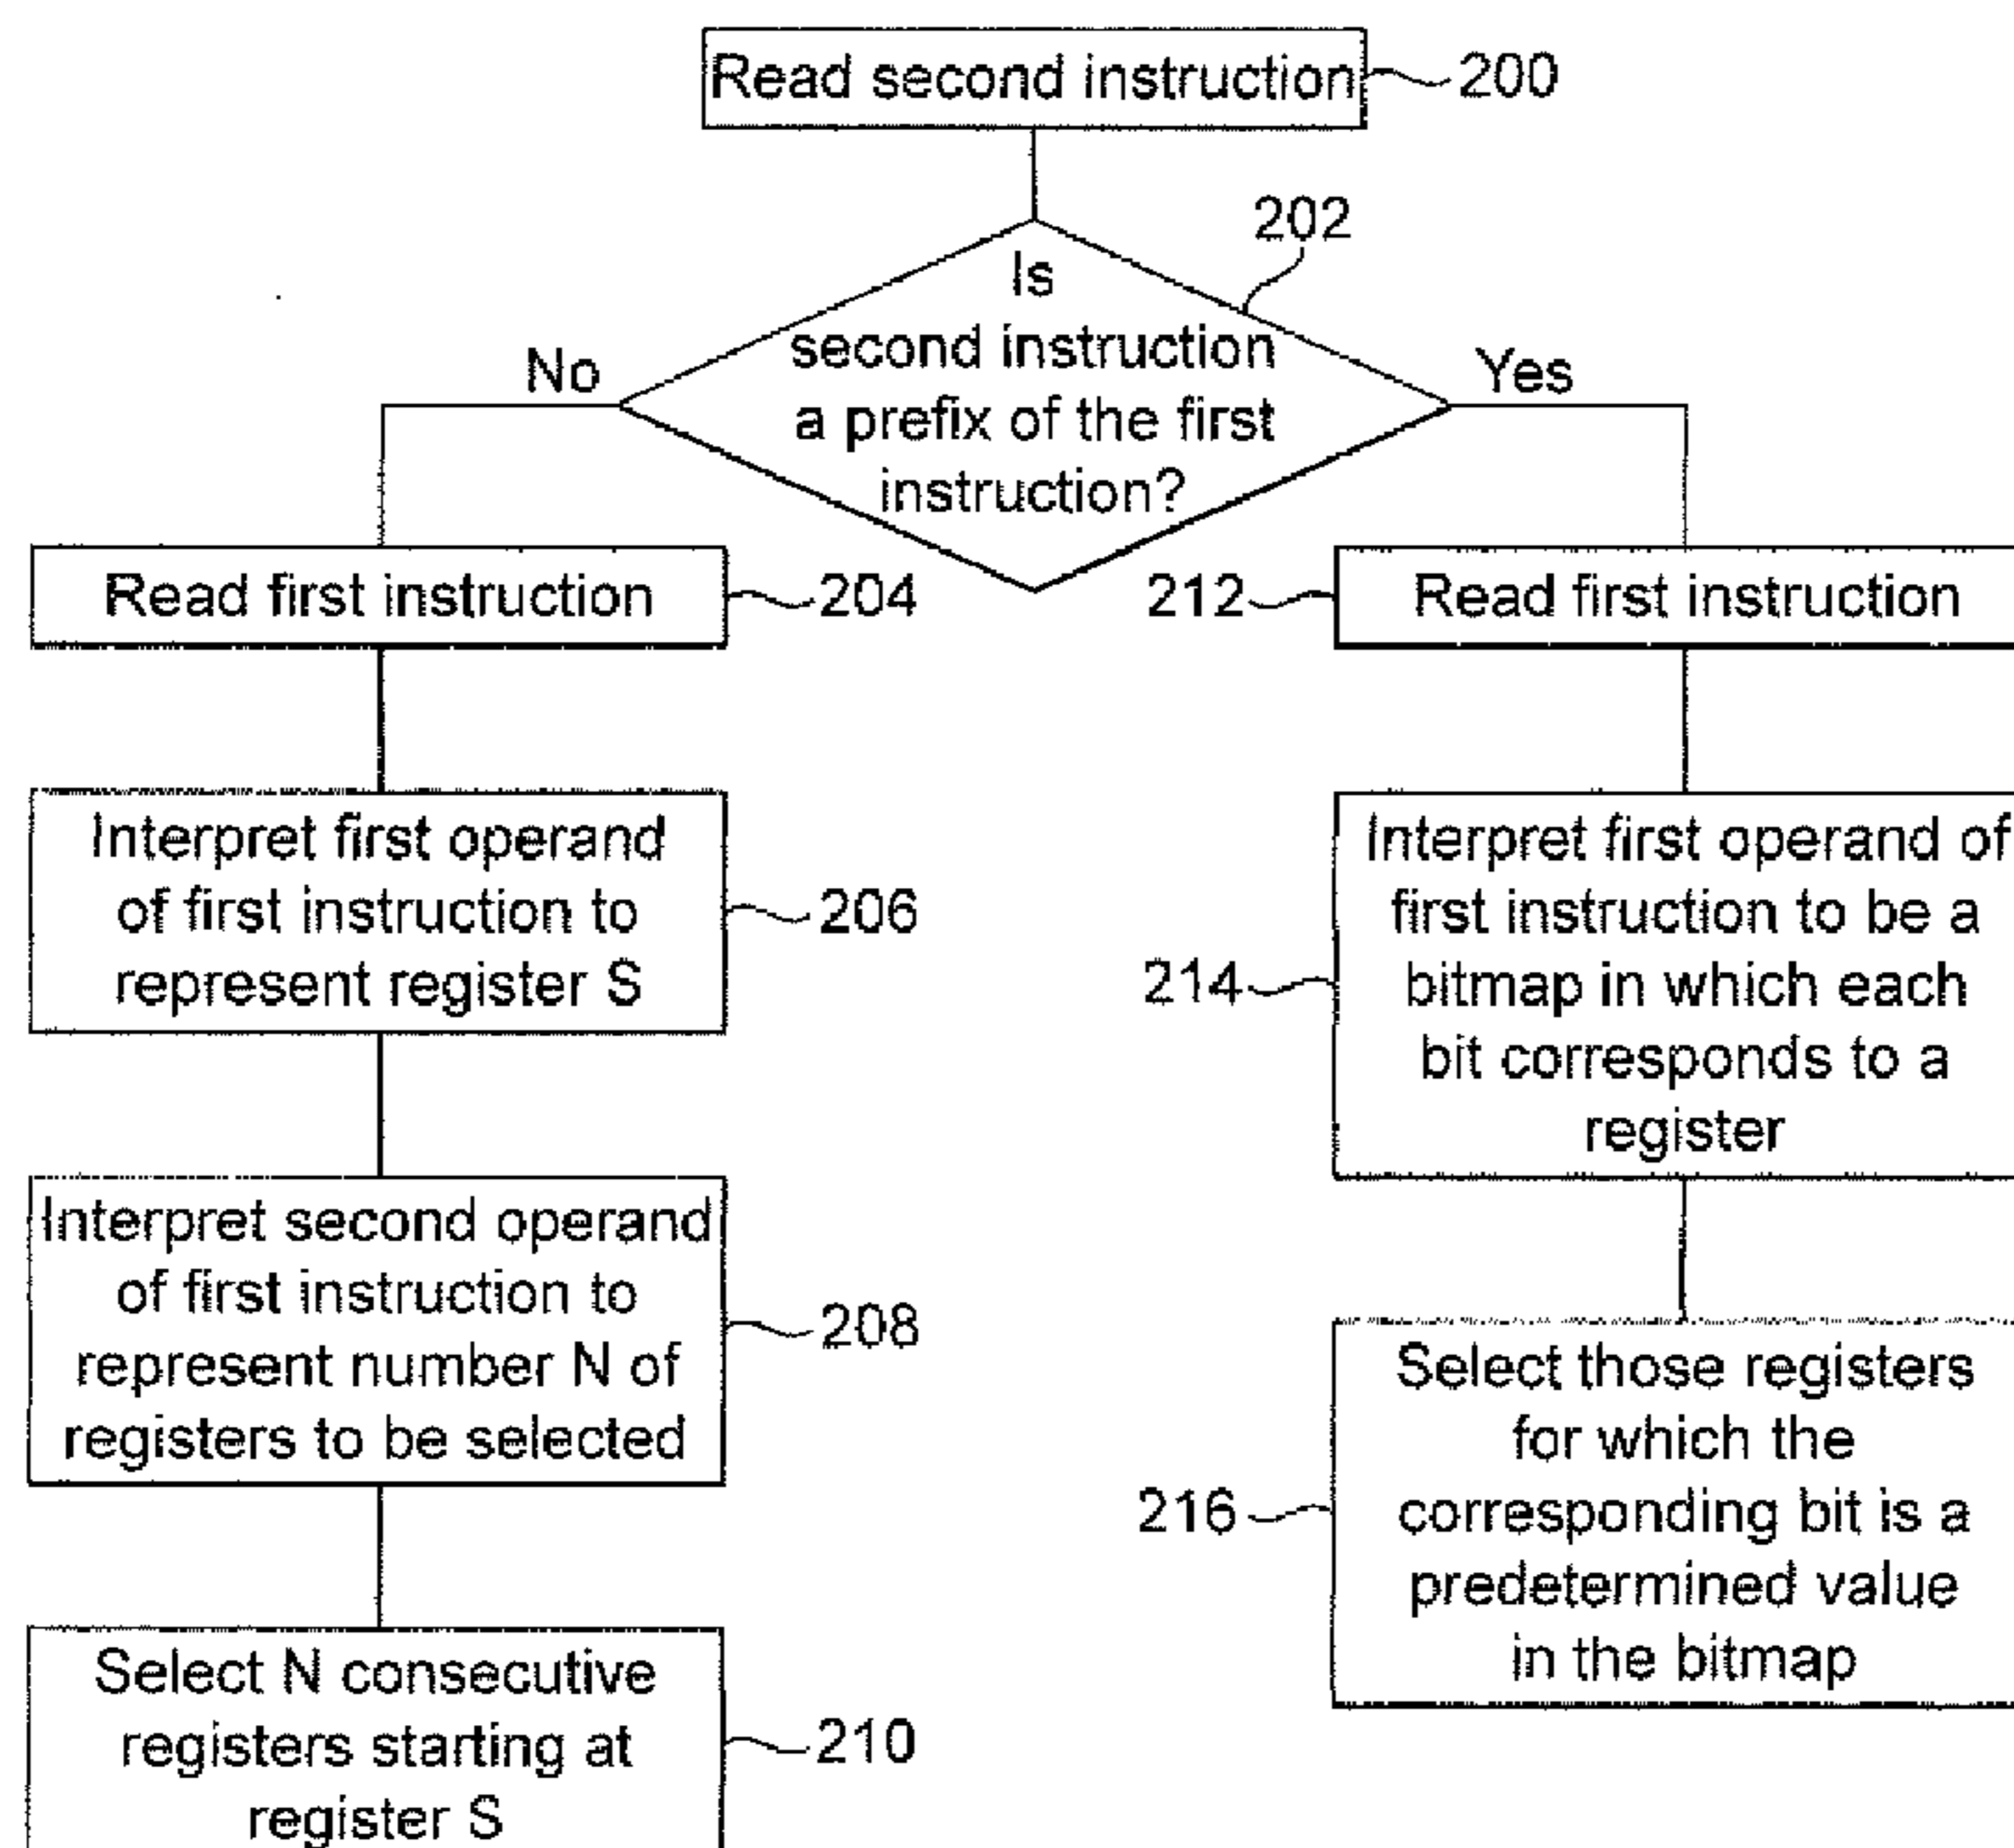 Read second instruction
200
202
Is
second instruction
a prefix of the first
instruction?
No
Yes
Read first instruction
204
212
Read first instruction
Interpret first operand
of first instruction to
represent register S
206
214
Interpret first operand of
first instruction to be a
bitmap in which each
bit corresponds to a
register
Interpret second operand
of first instruction to
represent number N of
registers to be selected
208
216
Select those registers
for which the
corresponding bit is a
predetermined value
in the bitmap
Select N consecutive
registers starting at
register S
210